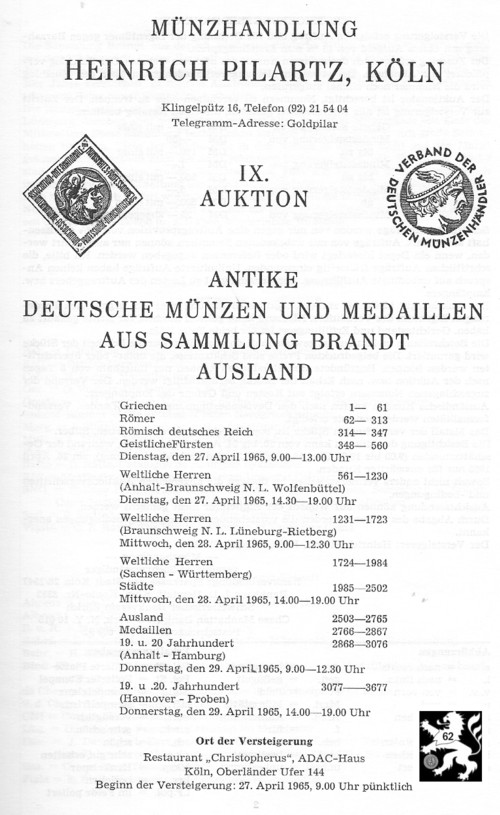 MÜNZHANDLUNG
HEINRICH PILARTZ, KÖLN
Klingelpütz 16, Telefon (92) 21 54 04
Telegramm-Adresse: Goldpilar
IX.
AUKTION
VERBAND DER
DEUTSCHEN MÜNZENHÄNDLER
ANTIKE
DEUTSCHE MÜNZEN UND MEDAILLEN
AUS SAMMLUNG BRANDT
AUSLAND
Griechen 1— 61
Römer 62— 313
Römisch deutsches Reich 314— 347
GeistlicheFürsten 348— 560
Dienstag, den 27. April 1965, 9.00—13.00 Uhr
Weltliche Herren 561—1230
(Anhalt-Braunschweig N. L. Wolfenbüttel)
Dienstag, den 27. April 1965, 14.30—19.00 Uhr
Weltliche Herren 1231—1723
(Braunschweig N. L. Lüneburg-Rietberg)
Mittwoch, den 28. April 1965, 9.00—12.30 Uhr
Weltliche Herren 1724—1984
(Sachsen - Württemberg)
Städte 1985—2502
Mittwoch, den 28. April 1965, 14.00—19.00 Uhr
Ausland 2503—2765
Medaillen 2766—2867
19. u. 20 Jahrhundert 2868—3076
(Anhalt - Hamburg)
Donnerstag, den 29. April 1965, 9.00—12.30 Uhr
19. u .20. Jahrhundert 3077——3677
(Hannover - Proben)
Donnerstag, den 29. April 1965, 14.00—19.00 Uhr
Ort der Versteigerung
Restaurant „Christopherus", ADAC-Haus
Köln, Oberländer Ufer 144
Beginn der Versteigerung: 27. April 1965, 9.00 Uhr pünktlich
62
2